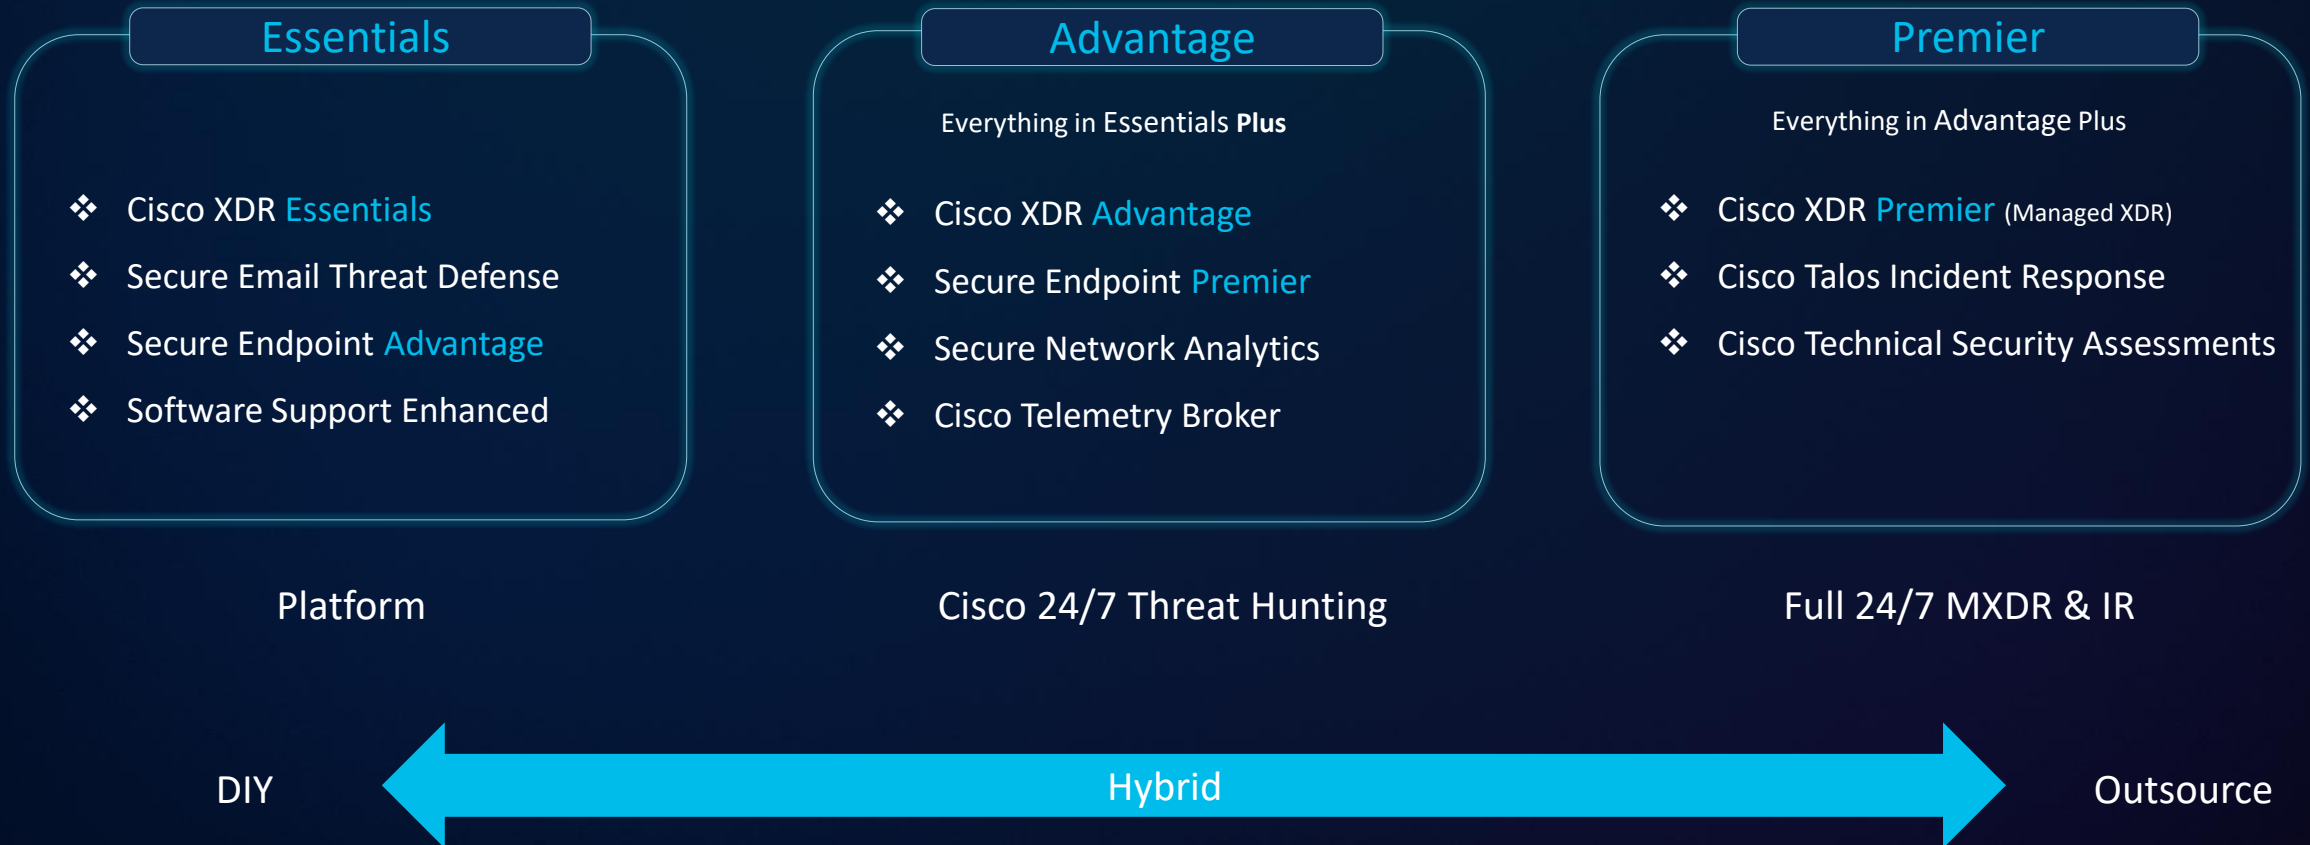 Essentials
❖ Cisco XDR Essentials
❖ Secure Email Threat Defense
❖ Secure Endpoint Advantage
❖ Software Support Enhanced
Platform
Advantage
Everything in Essentials Plus
❖ Cisco XDR Advantage
❖ Secure Endpoint Premier
❖ Secure Network Analytics
❖ Cisco Telemetry Broker
Cisco 24/7 Threat Hunting
Premier
Everything in Advantage Plus
❖ Cisco XDR Premier (Managed XDR)
❖ Cisco Talos Incident Response
❖ Cisco Technical Security Assessments
Full 24/7 MXDR & IR
DIY
Hybrid
Outsource